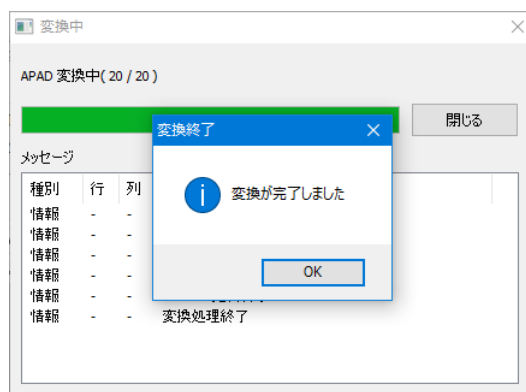 変換中
APAD 変換中( 20 / 20 )
閉じる
変換終了
メッセージ
種別 行 列
変換が完了しました
情報 - -
情報 - -
情報 - -
情報 - -
OK
情報 - -
情報 - - 変換処理終了